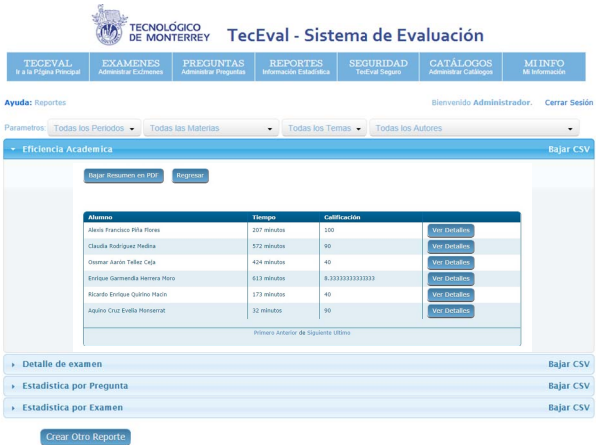 TECNOLÓGICO
DE MONTERREY
TecEval - Sistema de Evaluación
TECEVAL
Ir a la Página Principal
EXAMENES
Administrar Exámenes
PREGUNTAS
Administrar Preguntas
REPORTES
Información Estadística
SEGURIDAD
TecEval Seguro
CATÁLOGOS
Administrar Catálogos
MI INFO
Mi Información
Ayuda: Reportes
Bienvenido Administrador. Cerrar Sesión
Parametros: Todas los Periodos Todas las Materias Todas los Temas Todas los Autores
Eficiencia Academica Bajar CSV
Bajar Resumen en PDF Regresar
Alumno Tiempo Calificación
Alexis Francisco Piña Flores 207 minutos 100 Ver Detalles
Claudia Rodriguez Medina 572 minutos 90 Ver Detalles
Ossmar Aarón Tellez Ceja 424 minutos 40 Ver Detalles
Enrique Garmendia Herrera Moro 613 minutos 8.33333333333333 Ver Detalles
Ricardo Enrique Quirino Macin 173 minutos 40 Ver Detalles
Aquino Cruz Evelia Monserrat 32 minutos 90 Ver Detalles
Primero Anterior de Siguiente Ultimo
Detalle de examen Bajar CSV
Estadistica por Pregunta Bajar CSV
Estadistica por Examen Bajar CSV
Crear Otro Reporte